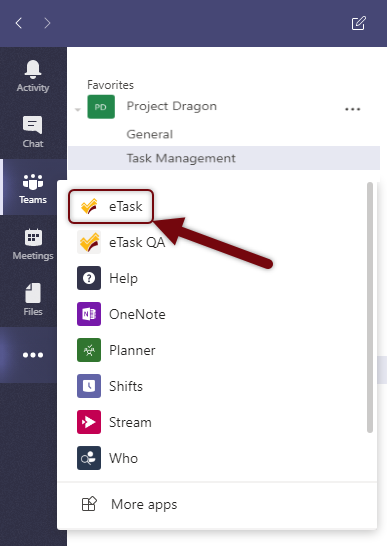 Activity
Chat
Teams
Meetings
Files
Favorites
PD Project Dragon
General
Task Management
eTask
eTask QA
Help
OneNote
Planner
Shifts
Stream
Who
More apps